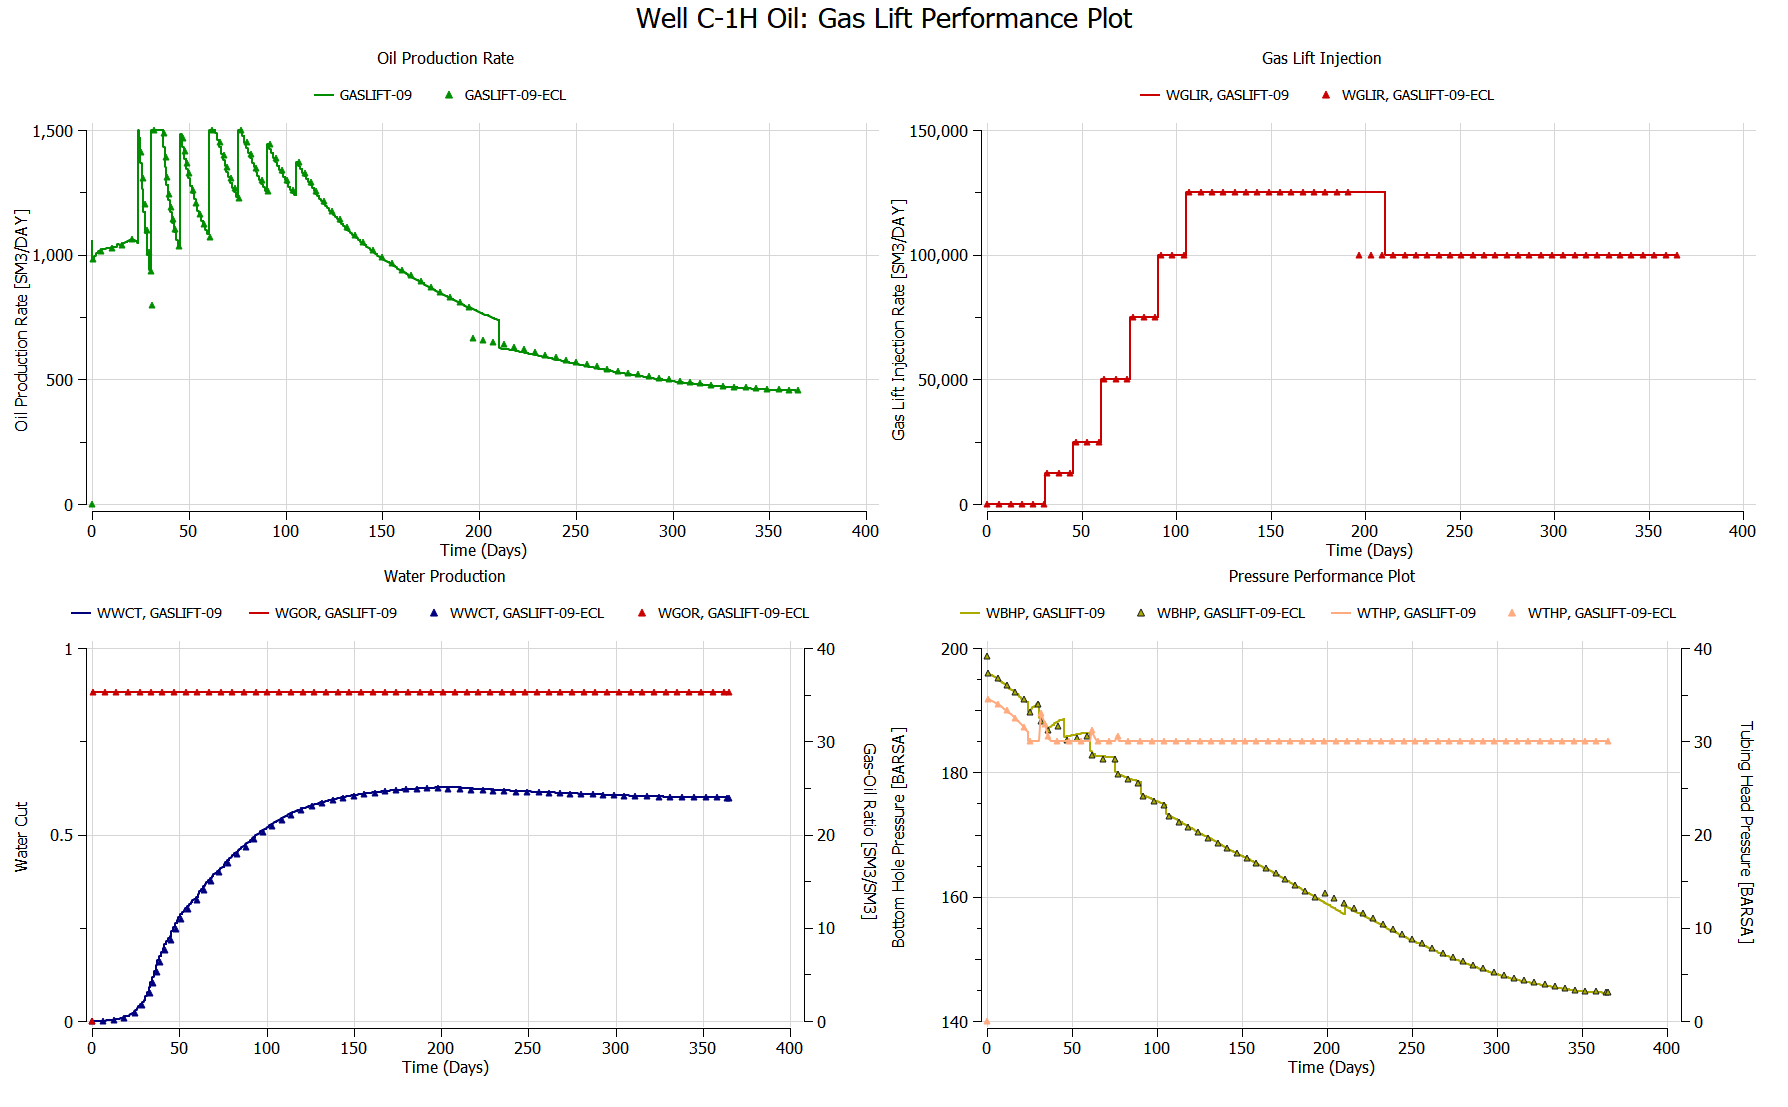 Well C-1H Oil: Gas Lift Performance Plot
Oil Production Rate
GASLIFT-09 GASLIFT-09-ECL
1,500
1,000
500
0
Oil Production Rate [SM3/DAY]
0 50 100 150 200 250 300 350 400
Time (Days)
Gas Lift Injection
WGLIR, GASLIFT-09 WGLIR, GASLIFT-09-ECL
150,000
100,000
50,000
0
Gas Lift Injection Rate [SM3/DAY]
0 50 100 150 200 250 300 350 400
Time (Days)
Water Production
WWCT, GASLIFT-09 WGOR, GASLIFT-09 WWCT, GASLIFT-09-ECL WGOR, GASLIFT-09-ECL
1
0.5
0
Water Cut
40
30
20
10
0
Gas-Oil Ratio [SM3/SM3]
0 50 100 150 200 250 300 350 400
Time (Days)
Pressure Performance Plot
WBHP, GASLIFT-09 WBHP, GASLIFT-09-ECL WTHP, GASLIFT-09 WTHP, GASLIFT-09-ECL
200
180
160
140
Bottom Hole Pressure [BARSA]
40
30
20
10
0
Tubing Head Pressure [BARSA]
0 50 100 150 200 250 300 350 400
Time (Days)